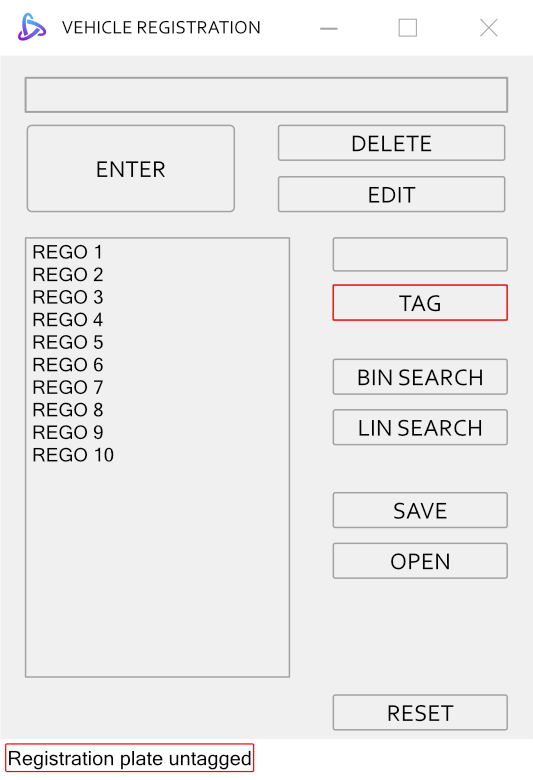 VEHICLE REGISTRATION
ENTER
DELETE
EDIT
REGO 1
REGO 2
REGO 3
REGO 4
REGO 5
REGO 6
REGO 7
REGO 8
REGO 9
REGO 10
TAG
BIN SEARCH
LIN SEARCH
SAVE
OPEN
RESET
Registration plate untagged